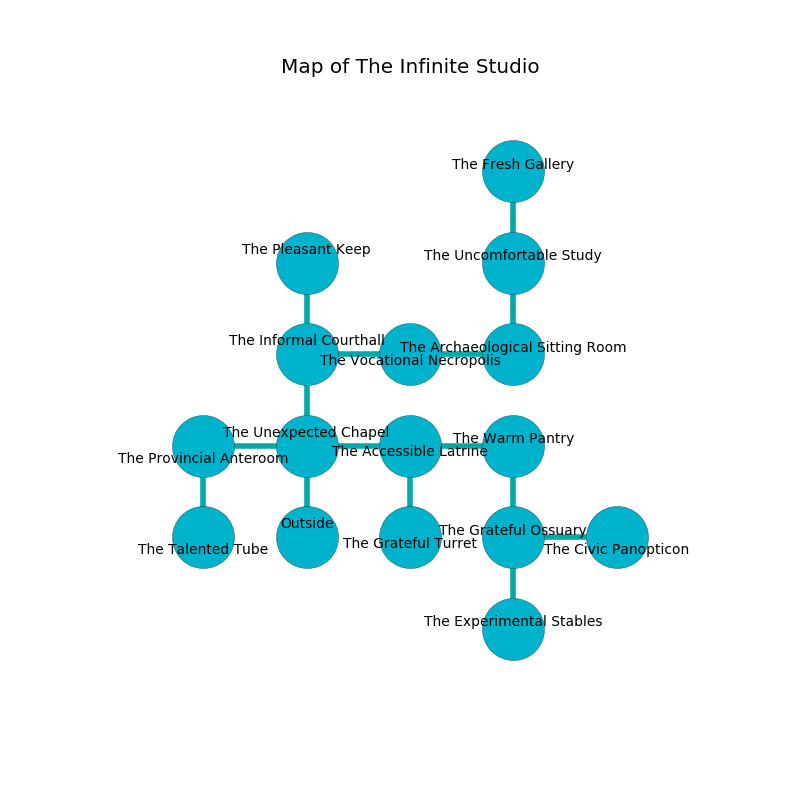 Map of The Infinite Studio
The Fresh Gallery
The Pleasant Keep
The Uncomfortable Study
The Informal Courthall
The Archaeological Sitting Room
The Vocational Necropolis
The Unexpected Chapel
The Warm Pantry
The Accessible Latrine
The Provincial Anteroom
Outside
The Grateful Ossuary
The Grateful Turret
The Talented Tube
The Civic Panopticon
The Experimental Stables